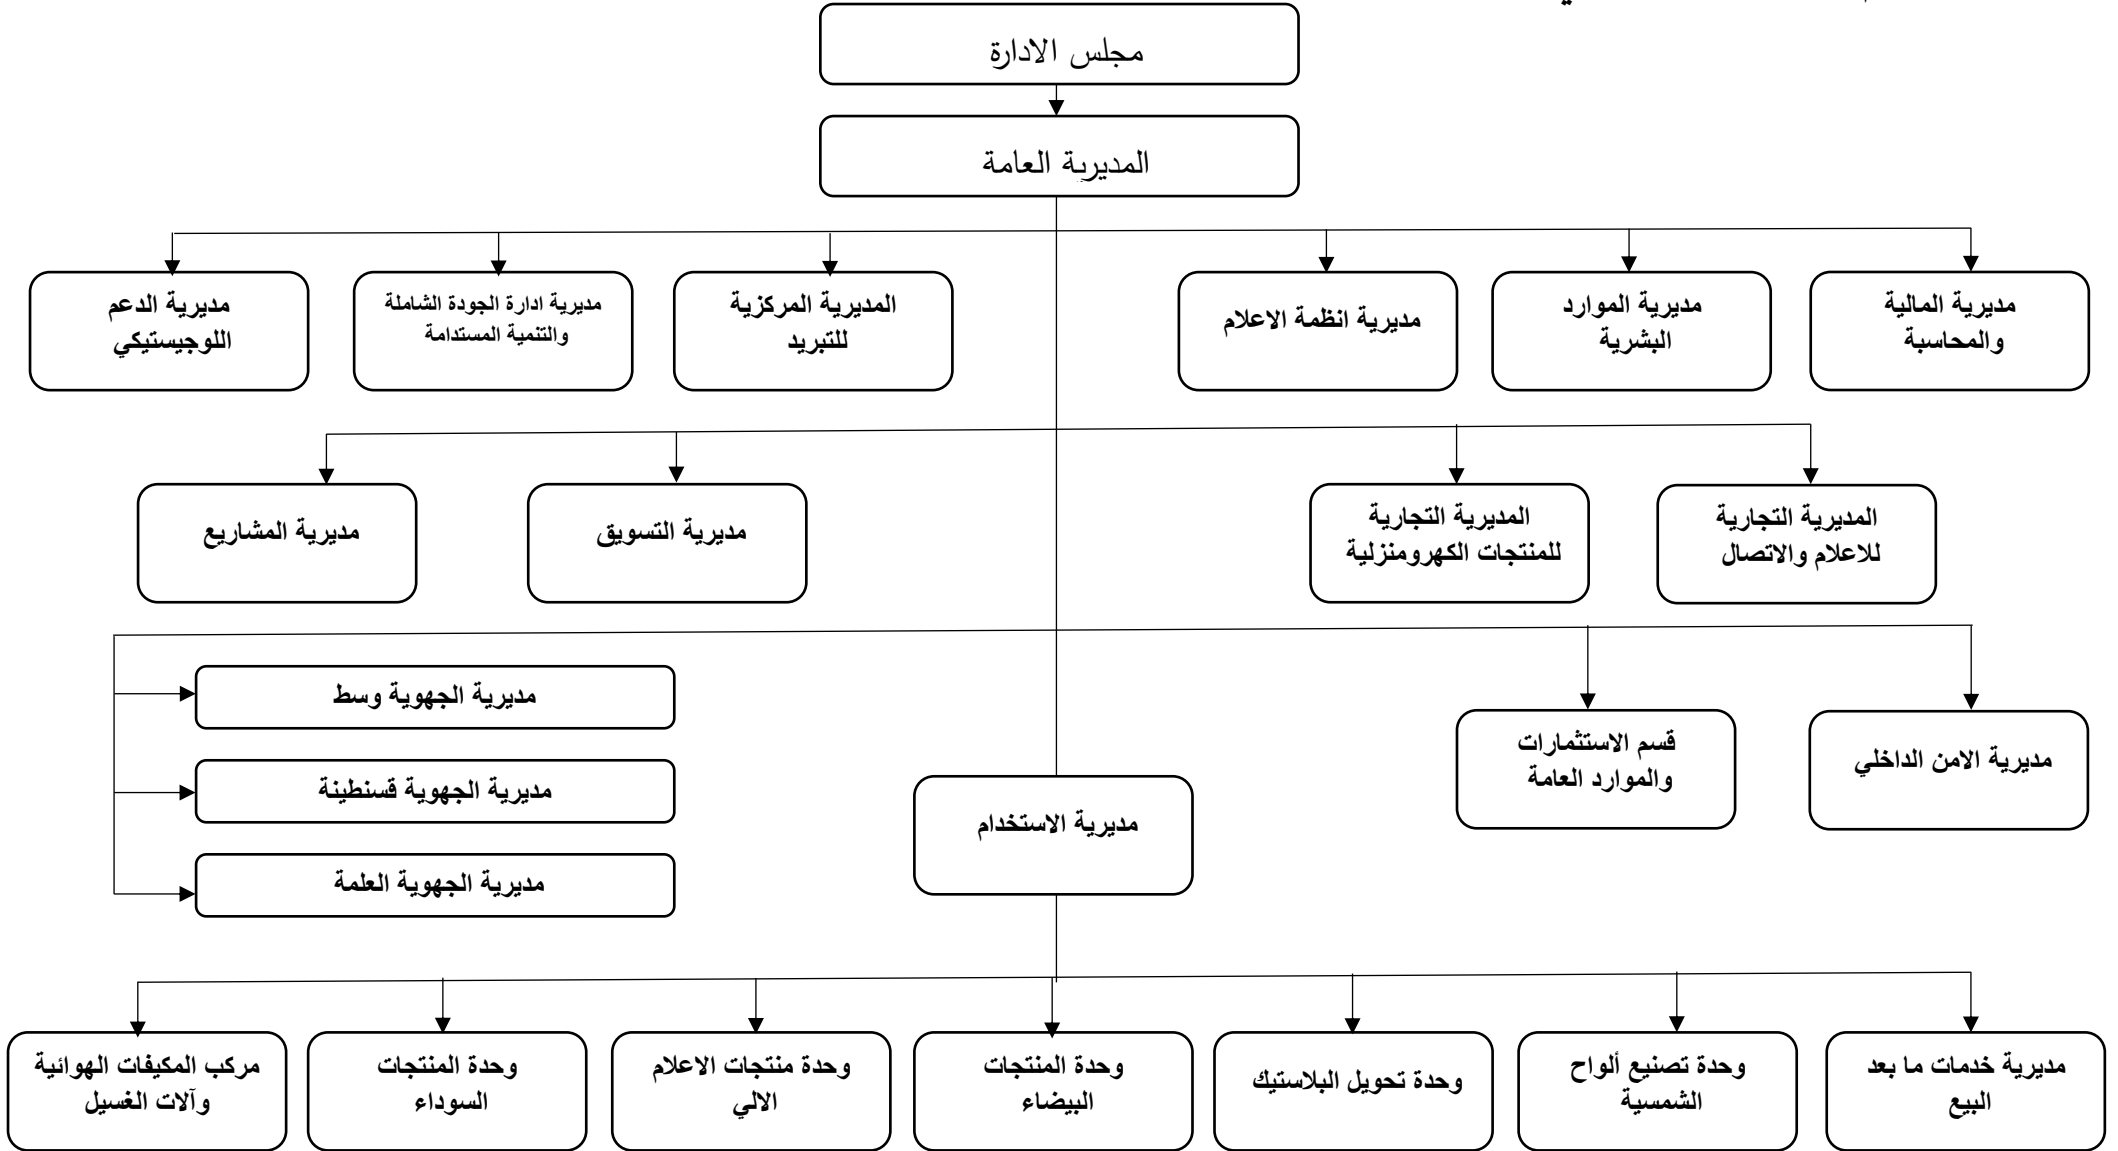 مجلس الادارة
المديرية العامة
مديرية المالية
والمحاسبة
مديرية الموارد
البشرية
مديرية انظمة الاعلام
المديرية المركزية
للتبريد
مديرية ادارة الجودة الشاملة
والتنمية المستدامة
مديرية الدعم
اللوجيستيكي
المديرية التجارية
للاعلام والاتصال
المديرية التجارية
للمنتجات الكهرومنزلية
مديرية التسويق
مديرية المشاريع
مديرية الامن الداخلي
قسم الاستثمارات
والموارد العامة
مديرية الجهوية وسط
مديرية الجهوية قسنطينة
مديرية الجهوية العلمة
مديرية الاستخدام
مديرية خدمات ما بعد
البيع
وحدة تصنيع ألواح
الشمسية
وحدة تحويل البلاستيك
وحدة المنتجات
البيضاء
وحدة منتجات الاعلام
الالي
وحدة المنتجات
السوداء
مركب المكيفات الهوائية
وآلات الغسيل